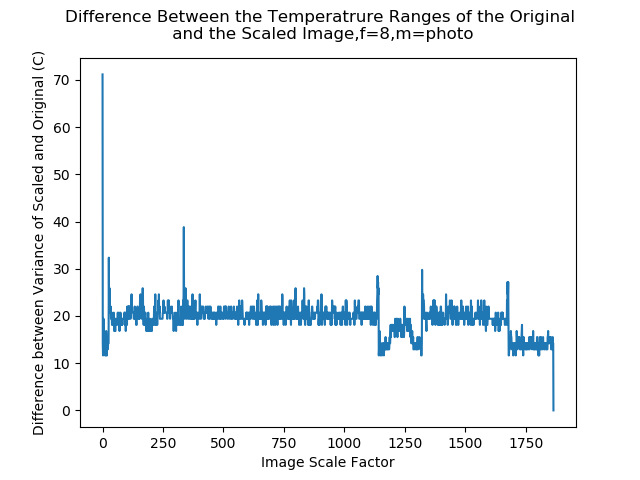 Difference Between the Temperatrure Ranges of the Original
and the Scaled Image,f=8,m=photo
Difference between Variance of Scaled and Original (C)
70
60
50
40
30
20
10
0
0 250 500 750 1000 1250 1500 1750
Image Scale Factor